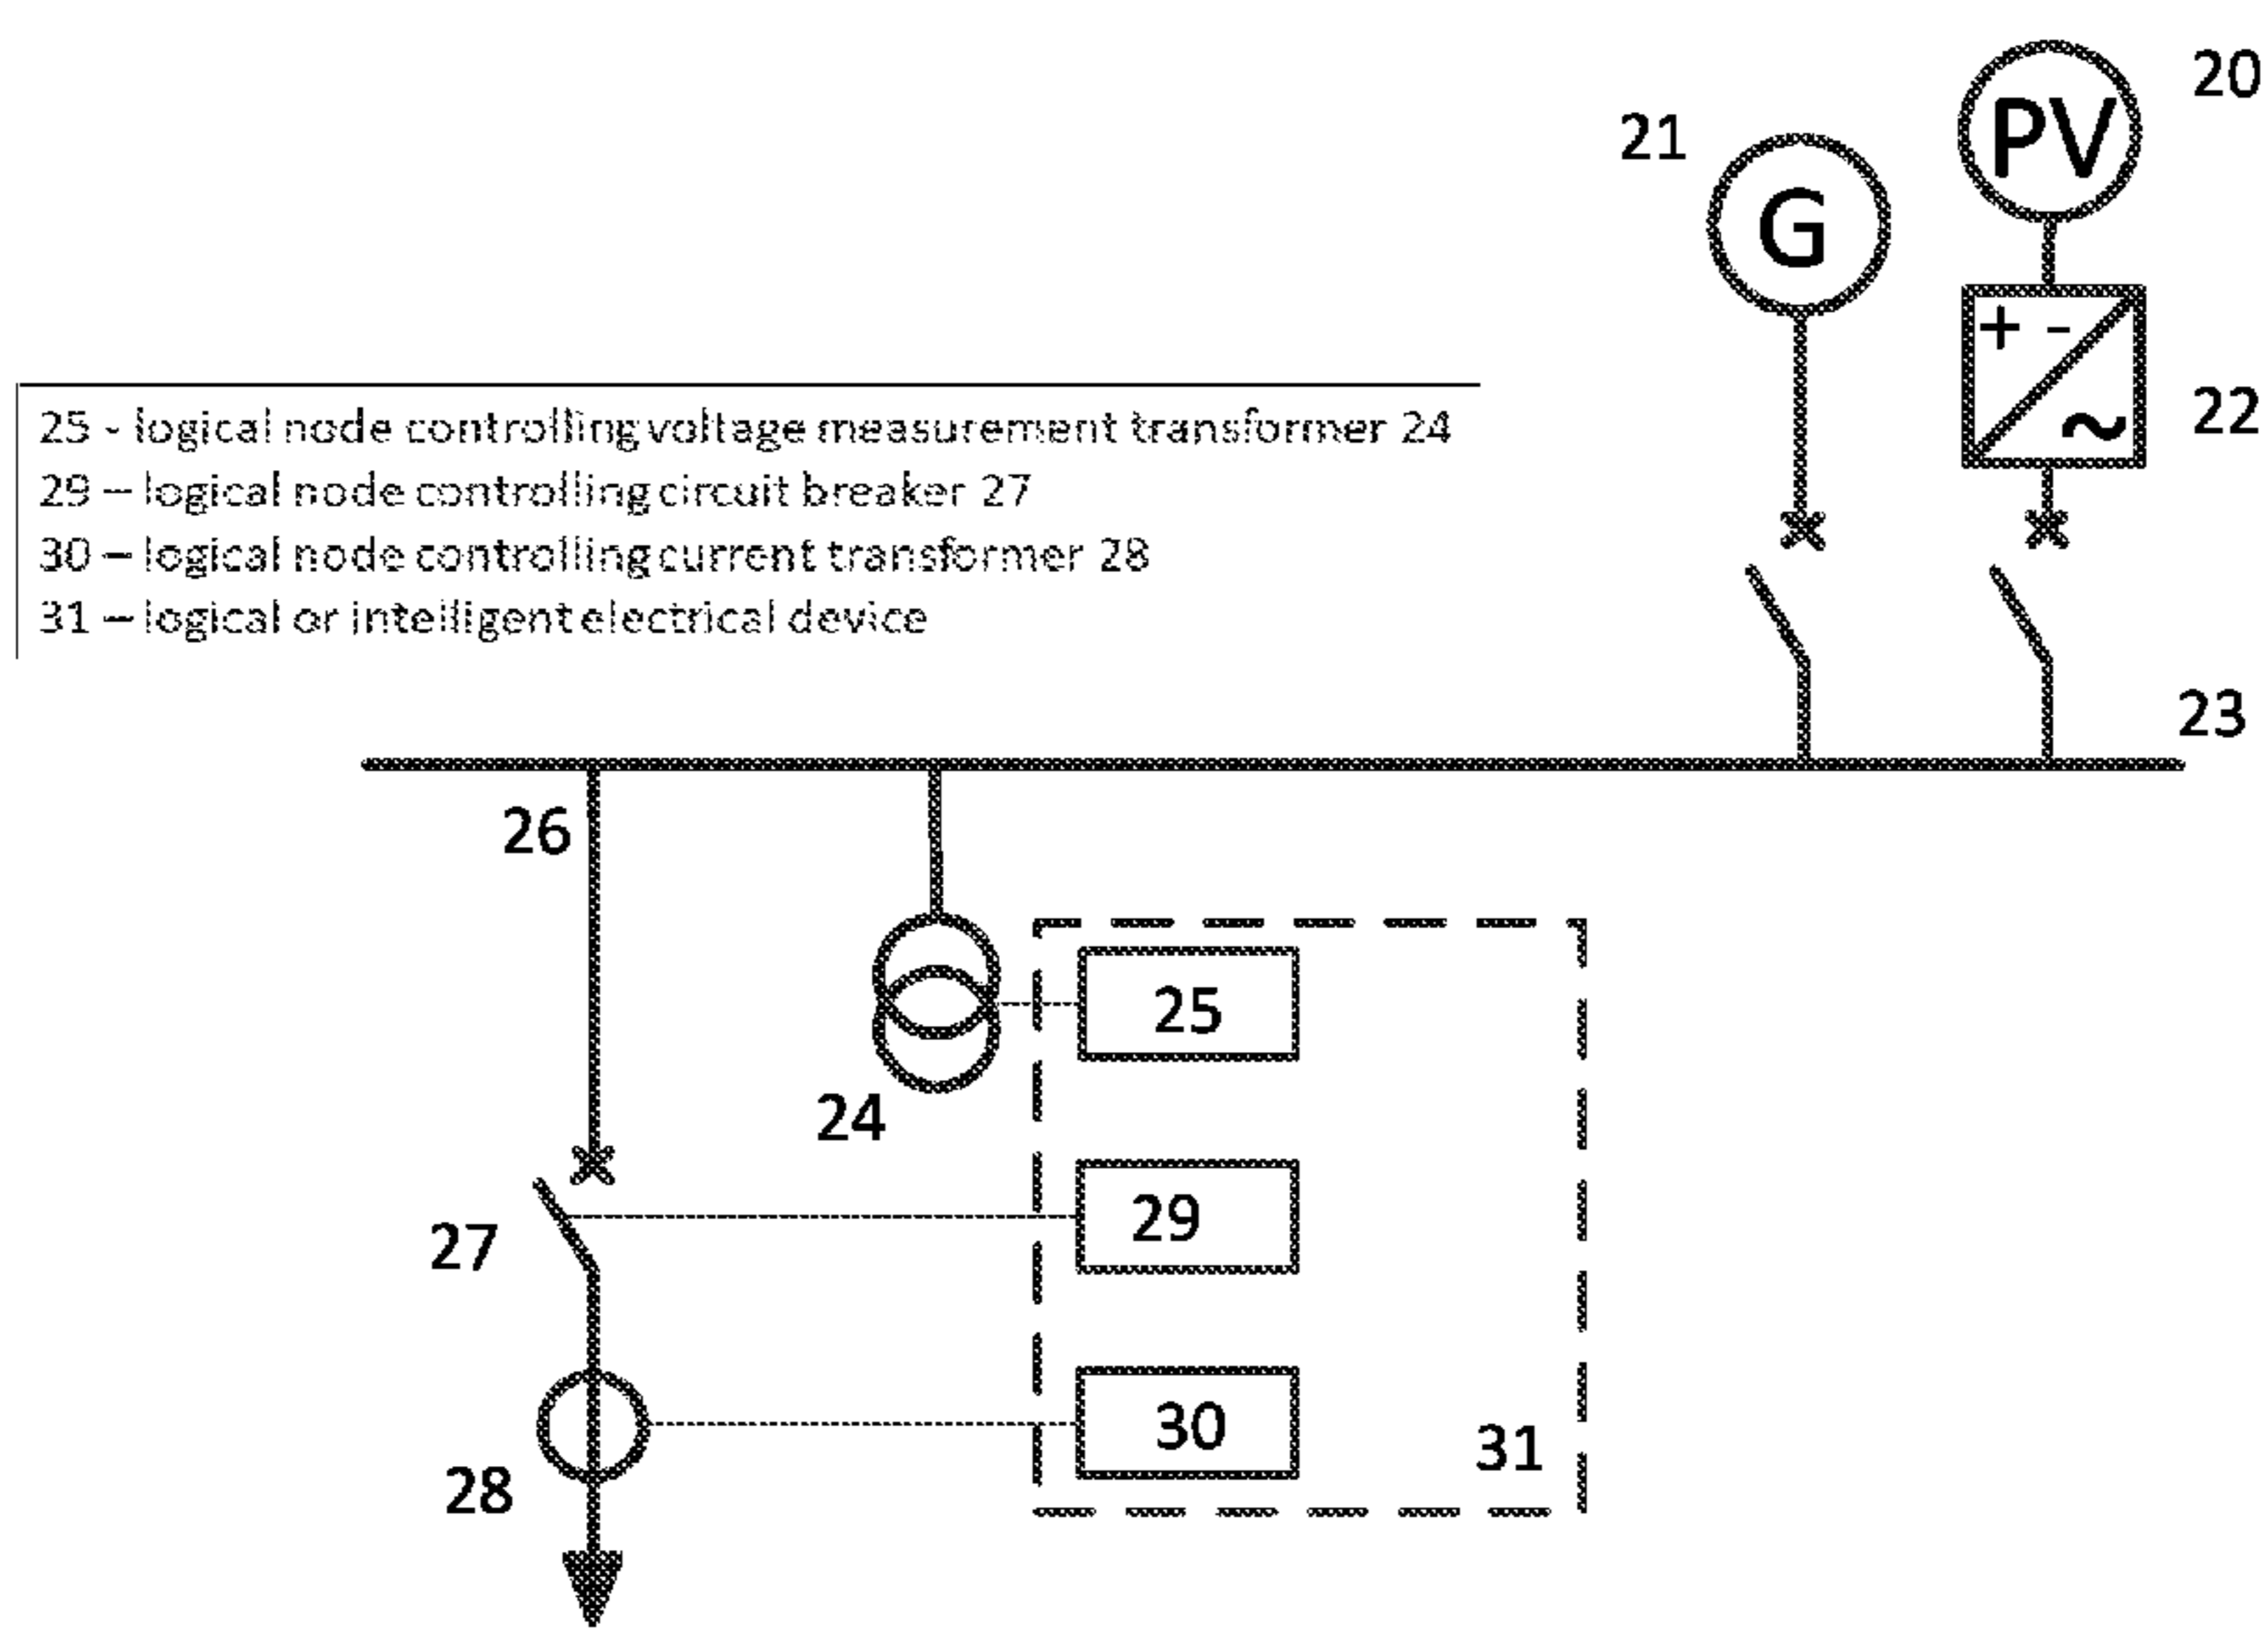 20
PV
21
G
+ -
~
22
25 - logical node controlling voltage measurement transformer 24
29 – logical node controlling circuit breaker 27
30 – logical node controlling current transformer 28
31 – logical or intelligent electrical device
23
26
25
24
29
27
30
31
28